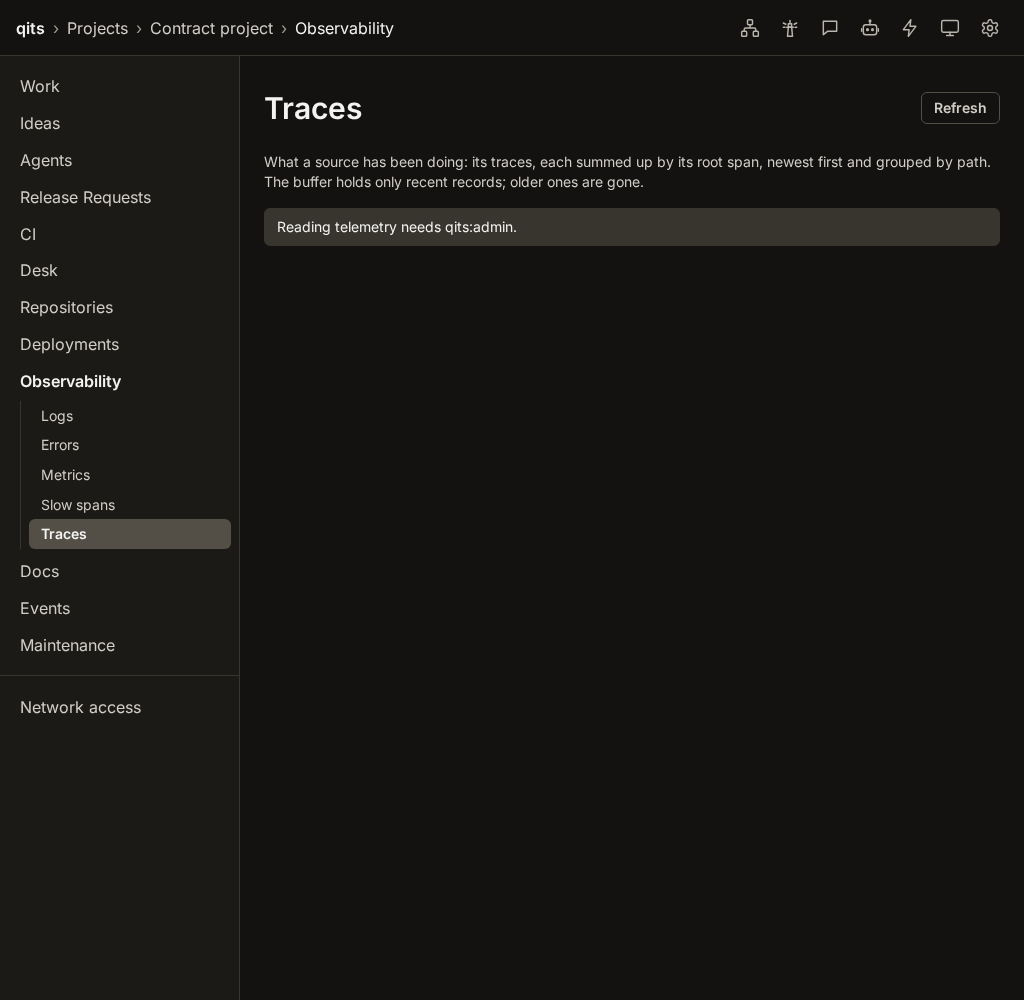 qits › Projects › Contract project › Observability
Work
Ideas
Agents
Release Requests
CI
Desk
Repositories
Deployments
Observability
Logs
Errors
Metrics
Slow spans
Traces
Docs
Events
Maintenance
Network access
Traces
Refresh
What a source has been doing: its traces, each summed up by its root span, newest first and grouped by path.
The buffer holds only recent records; older ones are gone.
Reading telemetry needs qits:admin.